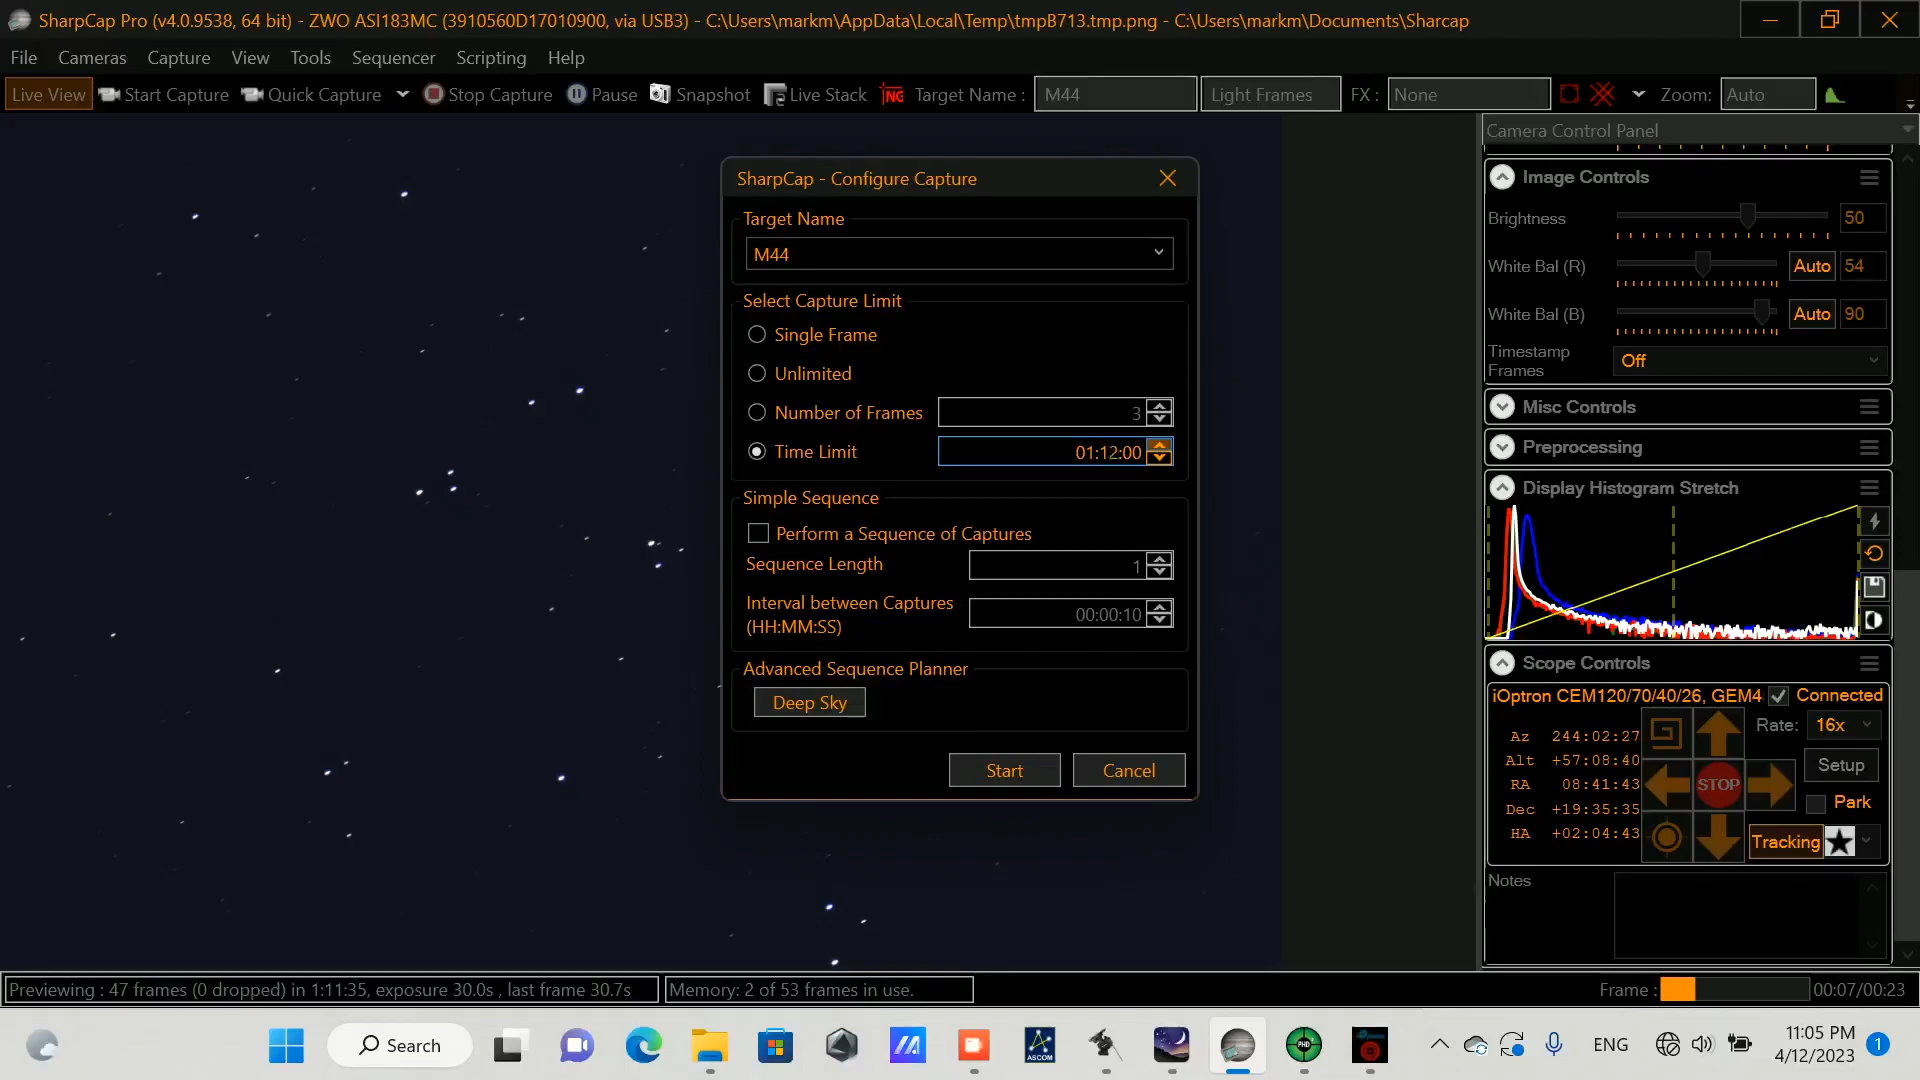 SharpCap Pro (v4.0.9538, 64 bit) - ZWO ASI183MC (3910560D17010900, via USB3) - C:\Users\markm\AppData\Local\Temp\tmpB713.tmp.png - C:\Users\markm\Documents\Sharcap
File Cameras Capture View Tools Sequencer Scripting Help
Live View Start Capture Quick Capture Stop Capture Pause Snapshot Live Stack NG Target Name : M44 Light Frames FX : None Zoom: Auto
Camera Control Panel
Image Controls
Brightness 50
White Bal (R) Auto 54
White Bal (B) Auto 90
Timestamp
Frames
Off
Misc Controls
Preprocessing
Display Histogram Stretch
Scope Controls
iOptron CEM120/70/40/26, GEM4 Connected
Rate: 16x
Az 244:02:27
Alt +57:08:40
RA 08:41:43
Dec +19:35:35
HA +02:04:43
STOP
Setup
Park
Tracking
Notes
SharpCap - Configure Capture
Target Name
M44
Select Capture Limit
Single Frame
Unlimited
Number of Frames 3
Time Limit 01:12:00
Simple Sequence
Perform a Sequence of Captures
Sequence Length 1
Interval between Captures
(HH:MM:SS)
00:00:10
Advanced Sequence Planner
Deep Sky
Start Cancel
Previewing : 47 frames (0 dropped) in 1:11:35, exposure 30.0s , last frame 30.7s
Memory: 2 of 53 frames in use.
Frame : 00:07/00:23
Search
ASCOM
PHD
ENG
11:05 PM
4/12/2023
1